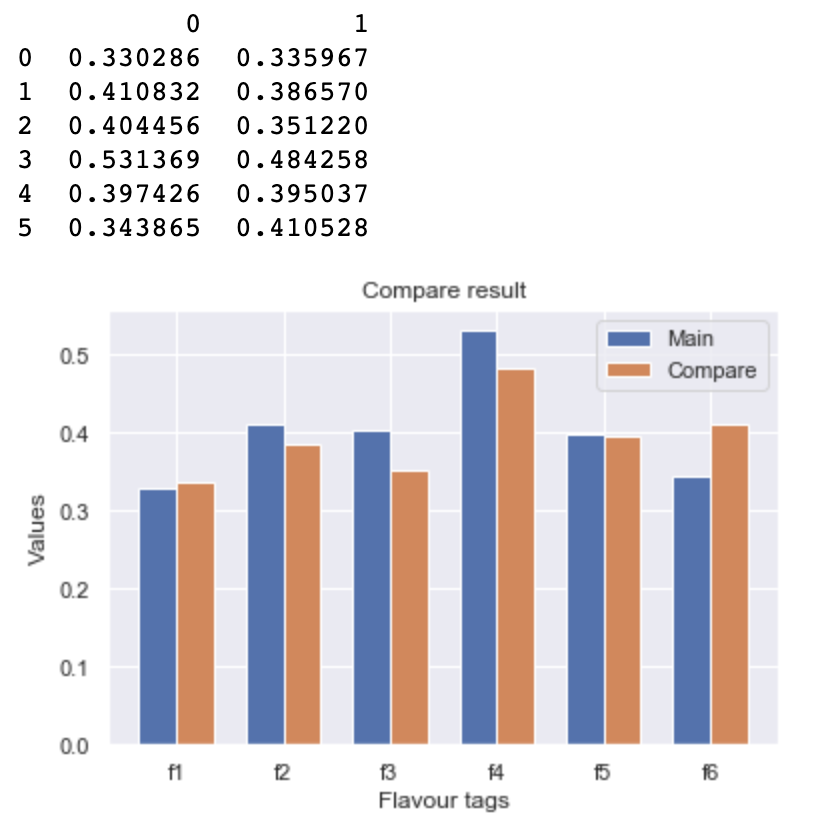 0 1
0 0.330286 0.335967
1 0.410832 0.386570
2 0.404456 0.351220
3 0.531369 0.484258
4 0.397426 0.395037
5 0.343865 0.410528
Compare result
Main
Compare
0.5
0.4
0.3
0.2
0.1
0.0
Values
f1 f2 f3 f4 f5 f6
Flavour tags